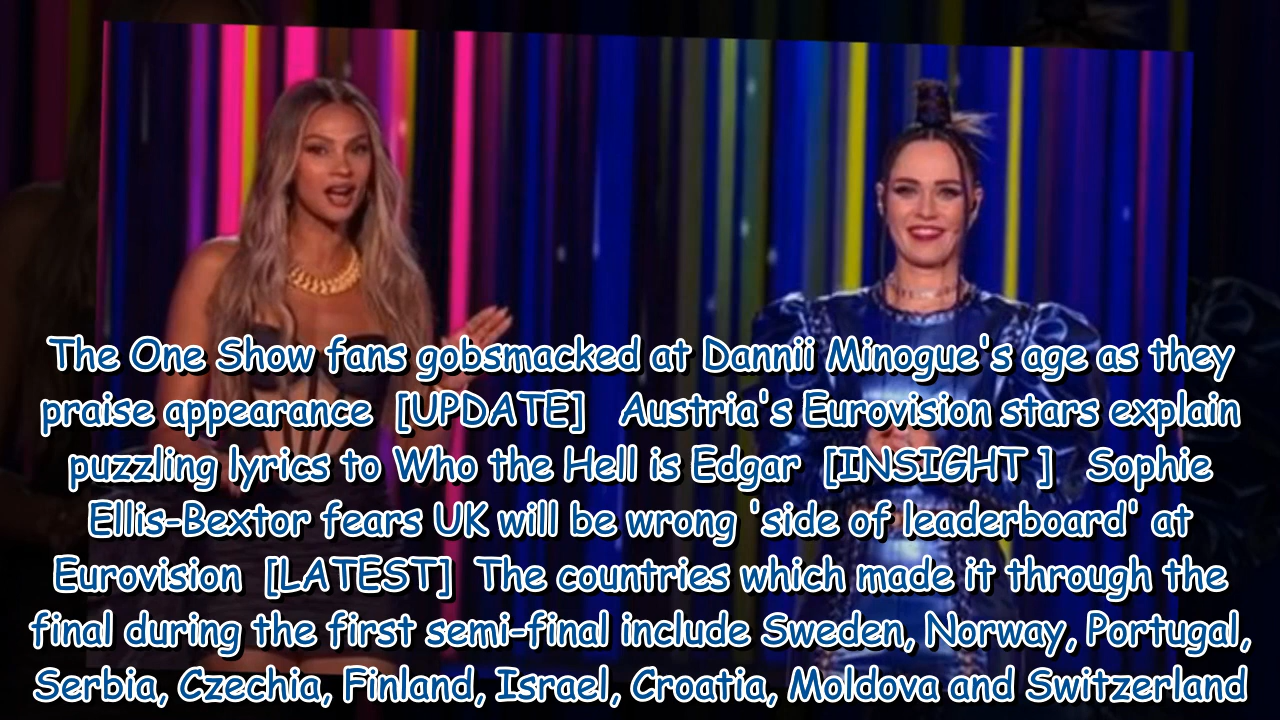 The One Show fans gobsmacked at Dannii Minogue's age as they
praise appearance [UPDATE] Austria's Eurovision stars explain
puzzling lyrics to Who the Hell is Edgar [INSIGHT ] Sophie
Ellis-Bextor fears UK will be wrong 'side of leaderboard' at
Eurovision [LATEST] The countries which made it through the
final during the first semi-final include Sweden, Norway, Portugal,
Serbia, Czechia, Finland, Israel, Croatia, Moldova and Switzerland